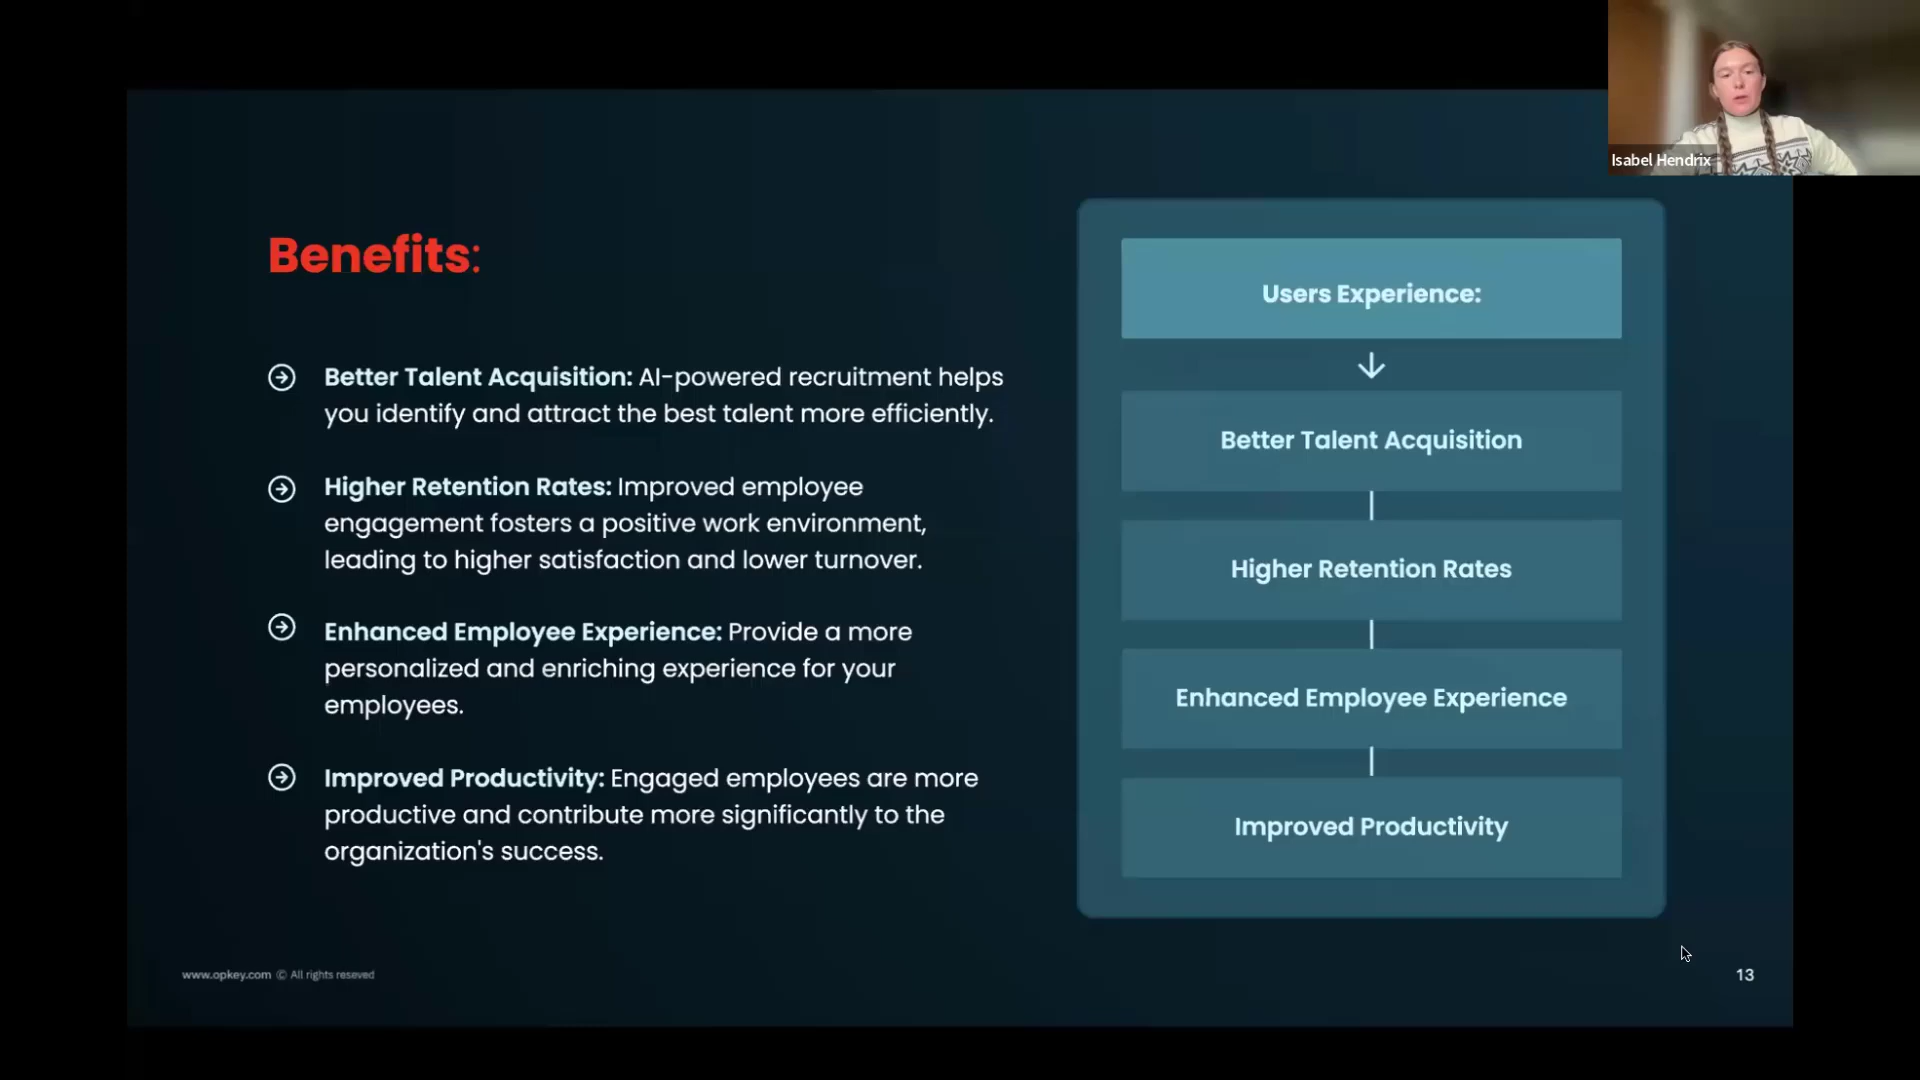 Isabel Hendrix
Benefits:
Better Talent Acquisition: AI-powered recruitment helps
you identify and attract the best talent more efficiently.
Higher Retention Rates: Improved employee
engagement fosters a positive work environment,
leading to higher satisfaction and lower turnover.
Enhanced Employee Experience: Provide a more
personalized and enriching experience for your
employees.
Improved Productivity: Engaged employees are more
productive and contribute more significantly to the
organization's success.
Users Experience:
Better Talent Acquisition
Higher Retention Rates
Enhanced Employee Experience
Improved Productivity
www.opkey.com © All rights reseved
13